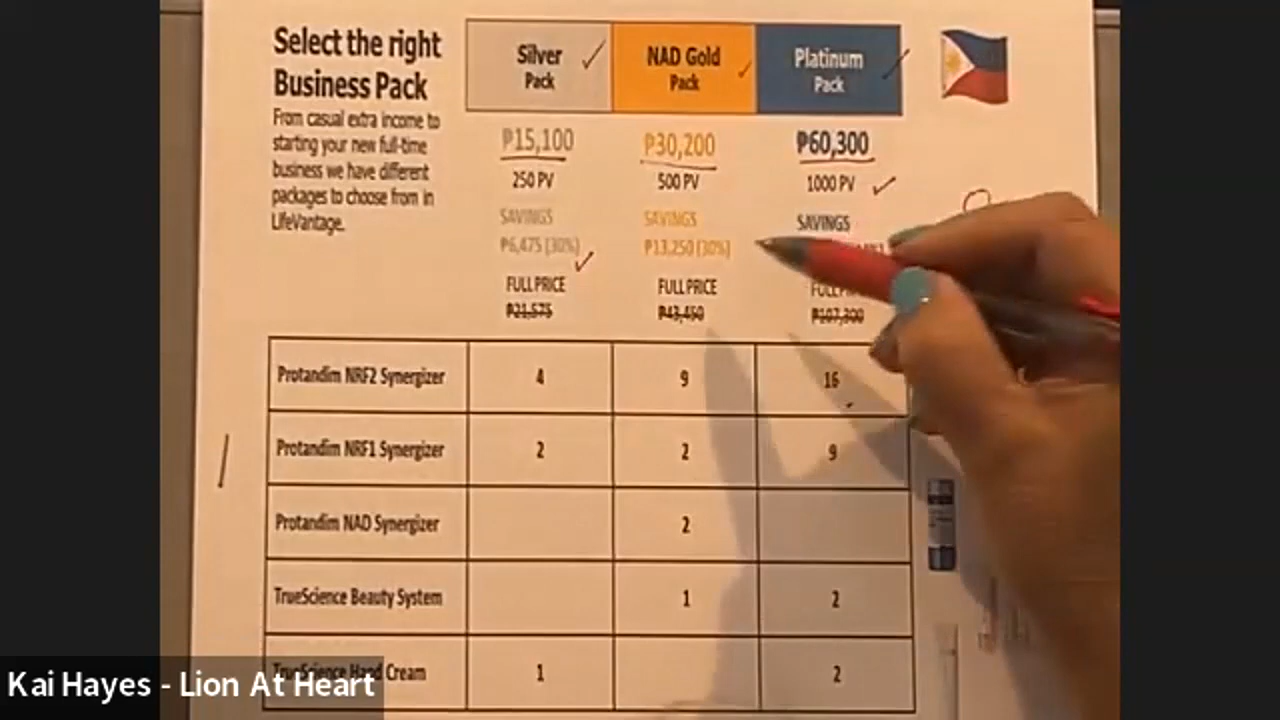 Select the right
Business Pack
From casual extra income to
starting your new full-time
business we have different
packages to choose from in
LifeVantage.
Silver
Pack
NAD Gold
Pack
Platinum
Pack
₱15,100
₱30,200
₱60,300
250 PV
500 PV
1000 PV
SAVINGS
SAVINGS
SAVINGS
₱6,475 (30%)
₱13,250 (30%)
FULL PRICE
FULL PRICE
₱21,575
₱43,450
₱107,300
Protandim NRF2 Synergizer 4 9 16
Protandim NRF1 Synergizer 2 2 9
Protandim NAD Synergizer 2
TrueScience Beauty System 1 2
TrueScience Hand Cream 1 2
Kai Hayes - Lion At Heart